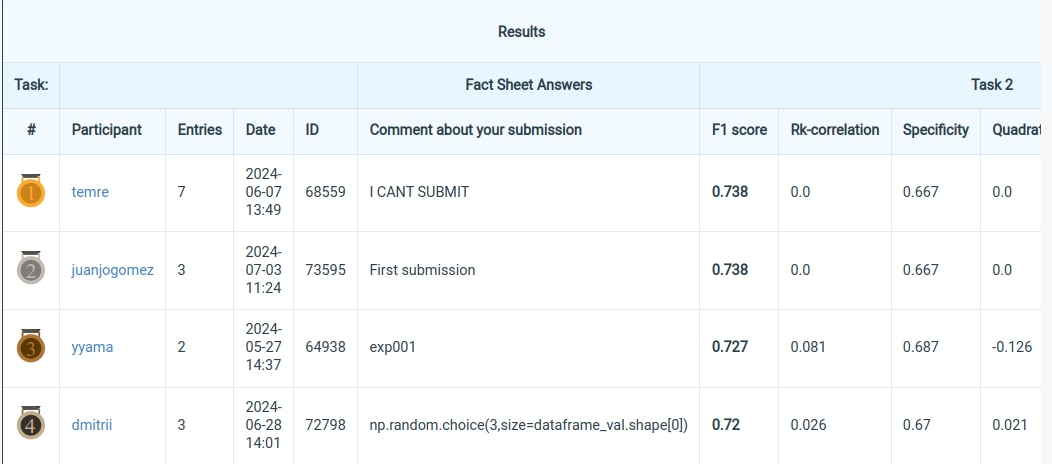 Results
Task: Fact Sheet Answers Task 2
# Participant Entries Date ID Comment about your submission F1 score Rk-correlation Specificity Quadrat
1 temre 7 2024-06-07 13:49 68559 I CANT SUBMIT 0.738 0.0 0.667 0.0
2 juanjogomez 3 2024-07-03 11:24 73595 First submission 0.738 0.0 0.667 0.0
3 yyama 2 2024-05-27 14:37 64938 exp001 0.727 0.081 0.687 -0.126
4 dmitrii 3 2024-06-28 14:01 72798 np.random.choice(3,size=dataframe_val.shape[0]) 0.72 0.026 0.67 0.021